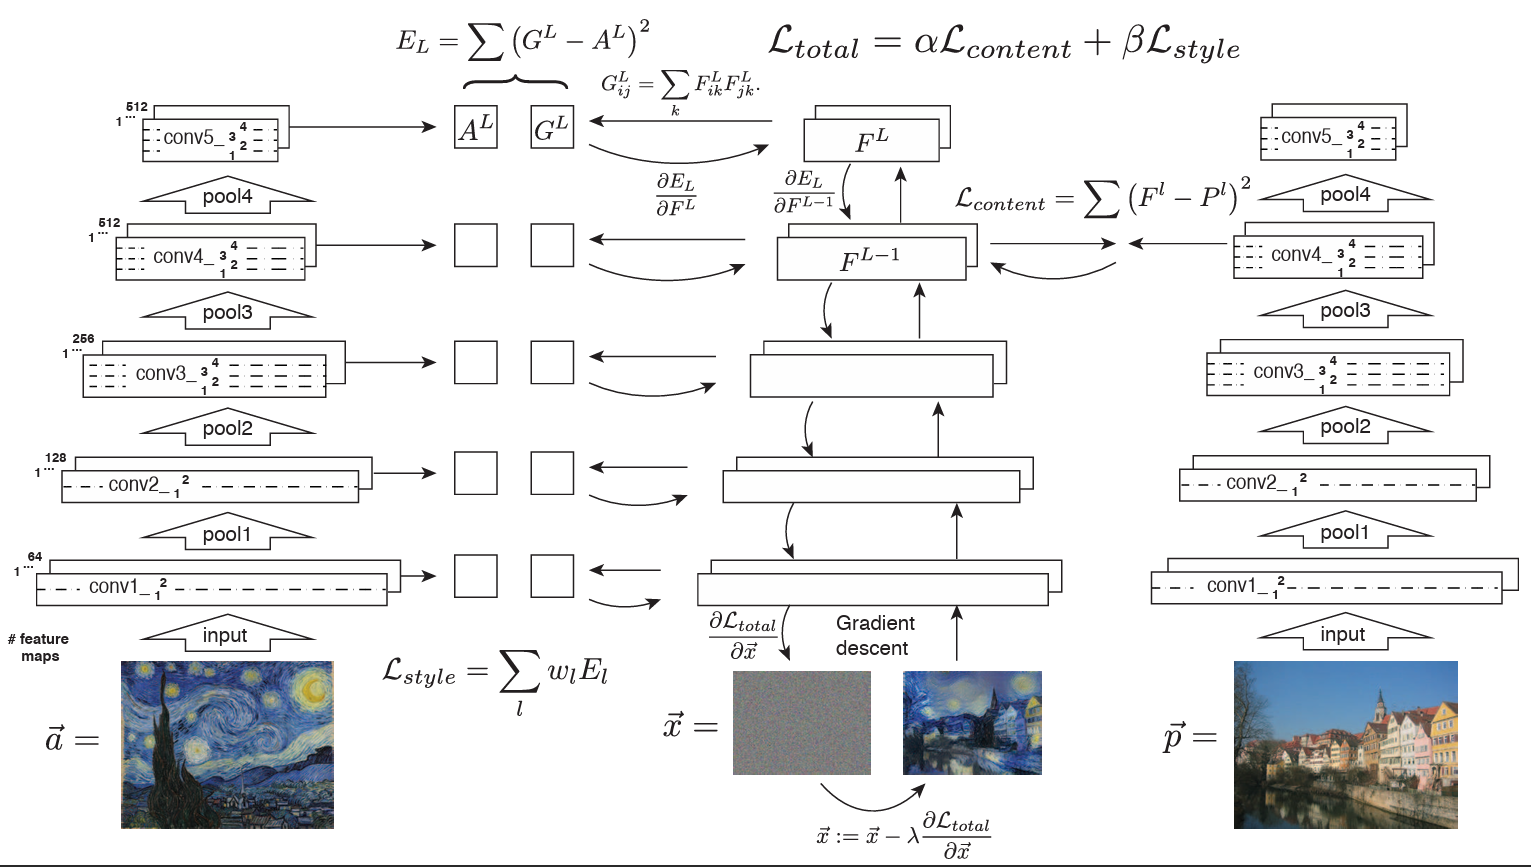 E_L = ∑ (G^L − A^L)^2
𝓛_total = α𝓛_content + β𝓛_style
G^L_ij = ∑_k F^L_ik F^L_jk.
1 ... 512
conv5_ 1 2 3 4
A^L
G^L
F^L
conv5_ 1 2 3 4
pool4
∂E_L / ∂F^L
∂E_L / ∂F^{L−1}
𝓛_content = ∑ (F^l − P^l)^2
pool4
1 ... 512
conv4_ 1 2 3 4
F^{L−1}
conv4_ 1 2 3 4
pool3
pool3
1 ... 256
conv3_ 1 2 3 4
conv3_ 1 2 3 4
pool2
pool2
1 ... 128
conv2_ 1 2
conv2_ 1 2
pool1
pool1
1 ... 64
conv1_ 1 2
conv1_ 1 2
# feature
maps
input
𝓛_style = ∑_l w_l E_l
∂𝓛_total / ∂x⃗
Gradient
descent
input
a⃗ =
x⃗ =
p⃗ =
x⃗ := x⃗ − λ ∂𝓛_total / ∂x⃗